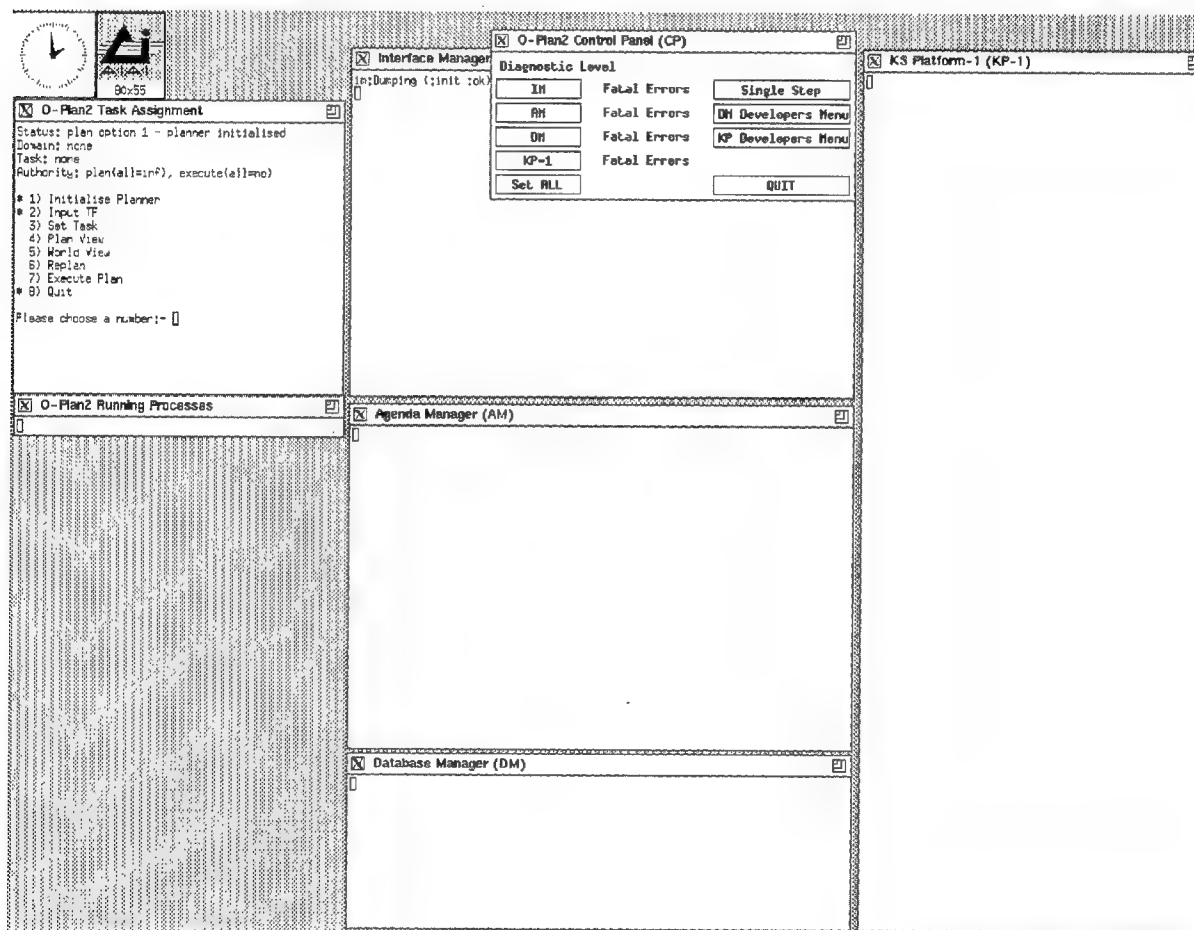 AIAI
80x55
O-Plan2 Task Assignment
Status: plan option 1 - planner initialised
Domain: none
Task: none
Authority: plan(all=inf), execute(all=no)
* 1) Initialise Planner
* 2) Input TF
3) Set Task
4) Plan View
5) World View
6) Replan
7) Execute Plan
* 8) Quit
Please choose a number:-
O-Plan2 Running Processes
Interface Manager
im:Dumping (:init :ok)
O-Plan2 Control Panel (CP)
Diagnostic Level
IM Fatal Errors Single Step
AM Fatal Errors DM Developers Menu
DM Fatal Errors KP Developers Menu
KP-1 Fatal Errors
Set ALL QUIT
Agenda Manager (AM)
Database Manager (DM)
KS Platform-1 (KP-1)